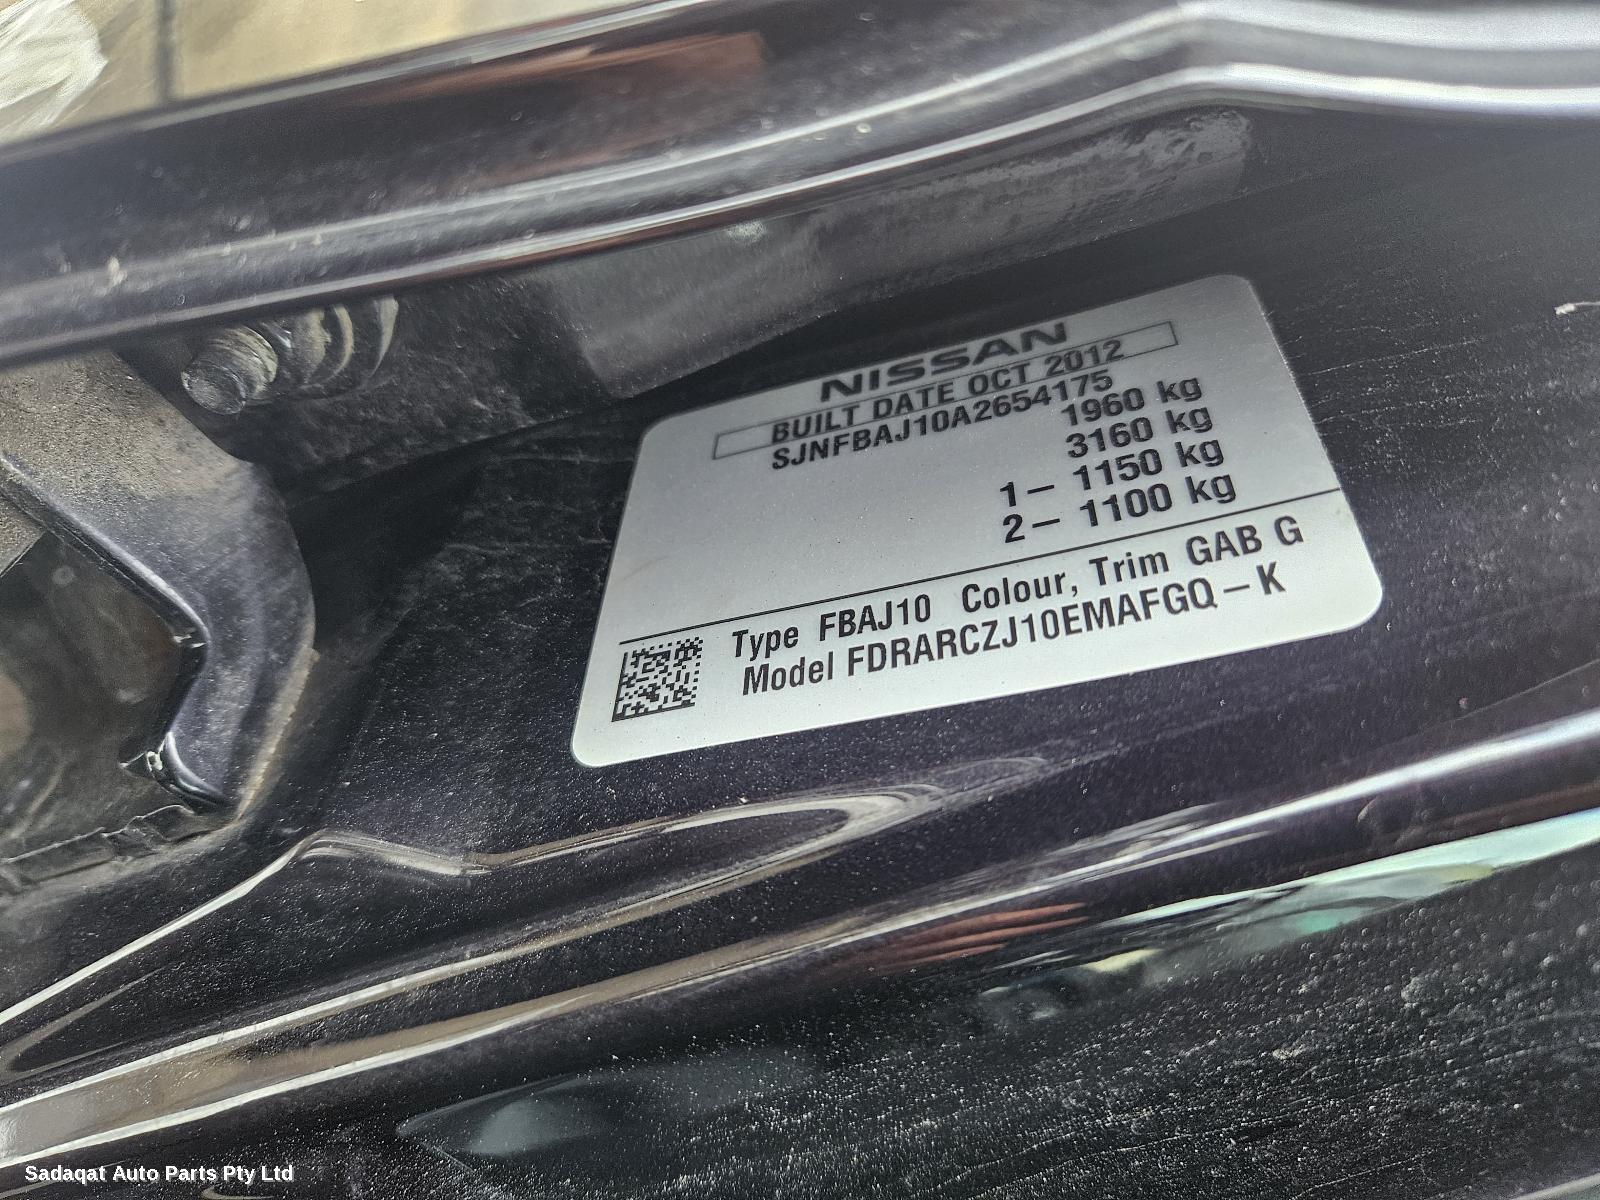 NISSAN
BUILT DATE OCT 2012
SJNFBAJ10A2654175
1960 kg
3160 kg
1– 1150 kg
2– 1100 kg
Type FBAJ10 Colour, Trim GAB G
Model FDRARCZJ10EMAFGQ–K
Sadaqat Auto Parts Pty Ltd